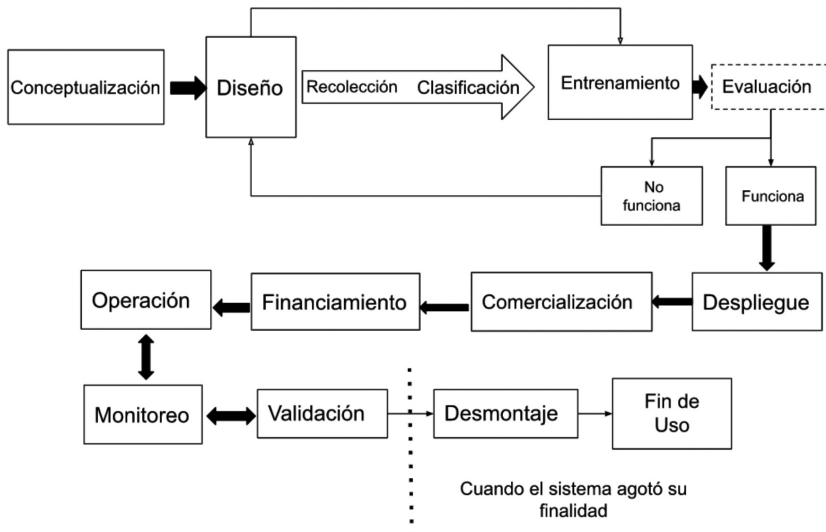 Conceptualización
Diseño
Recolección Clasificación
Entrenamiento
Evaluación
No
funciona
Funciona
Despliegue
Comercialización
Financiamiento
Operación
Monitoreo
Validación
Desmontaje
Fin de
Uso
Cuando el sistema agotó su
finalidad